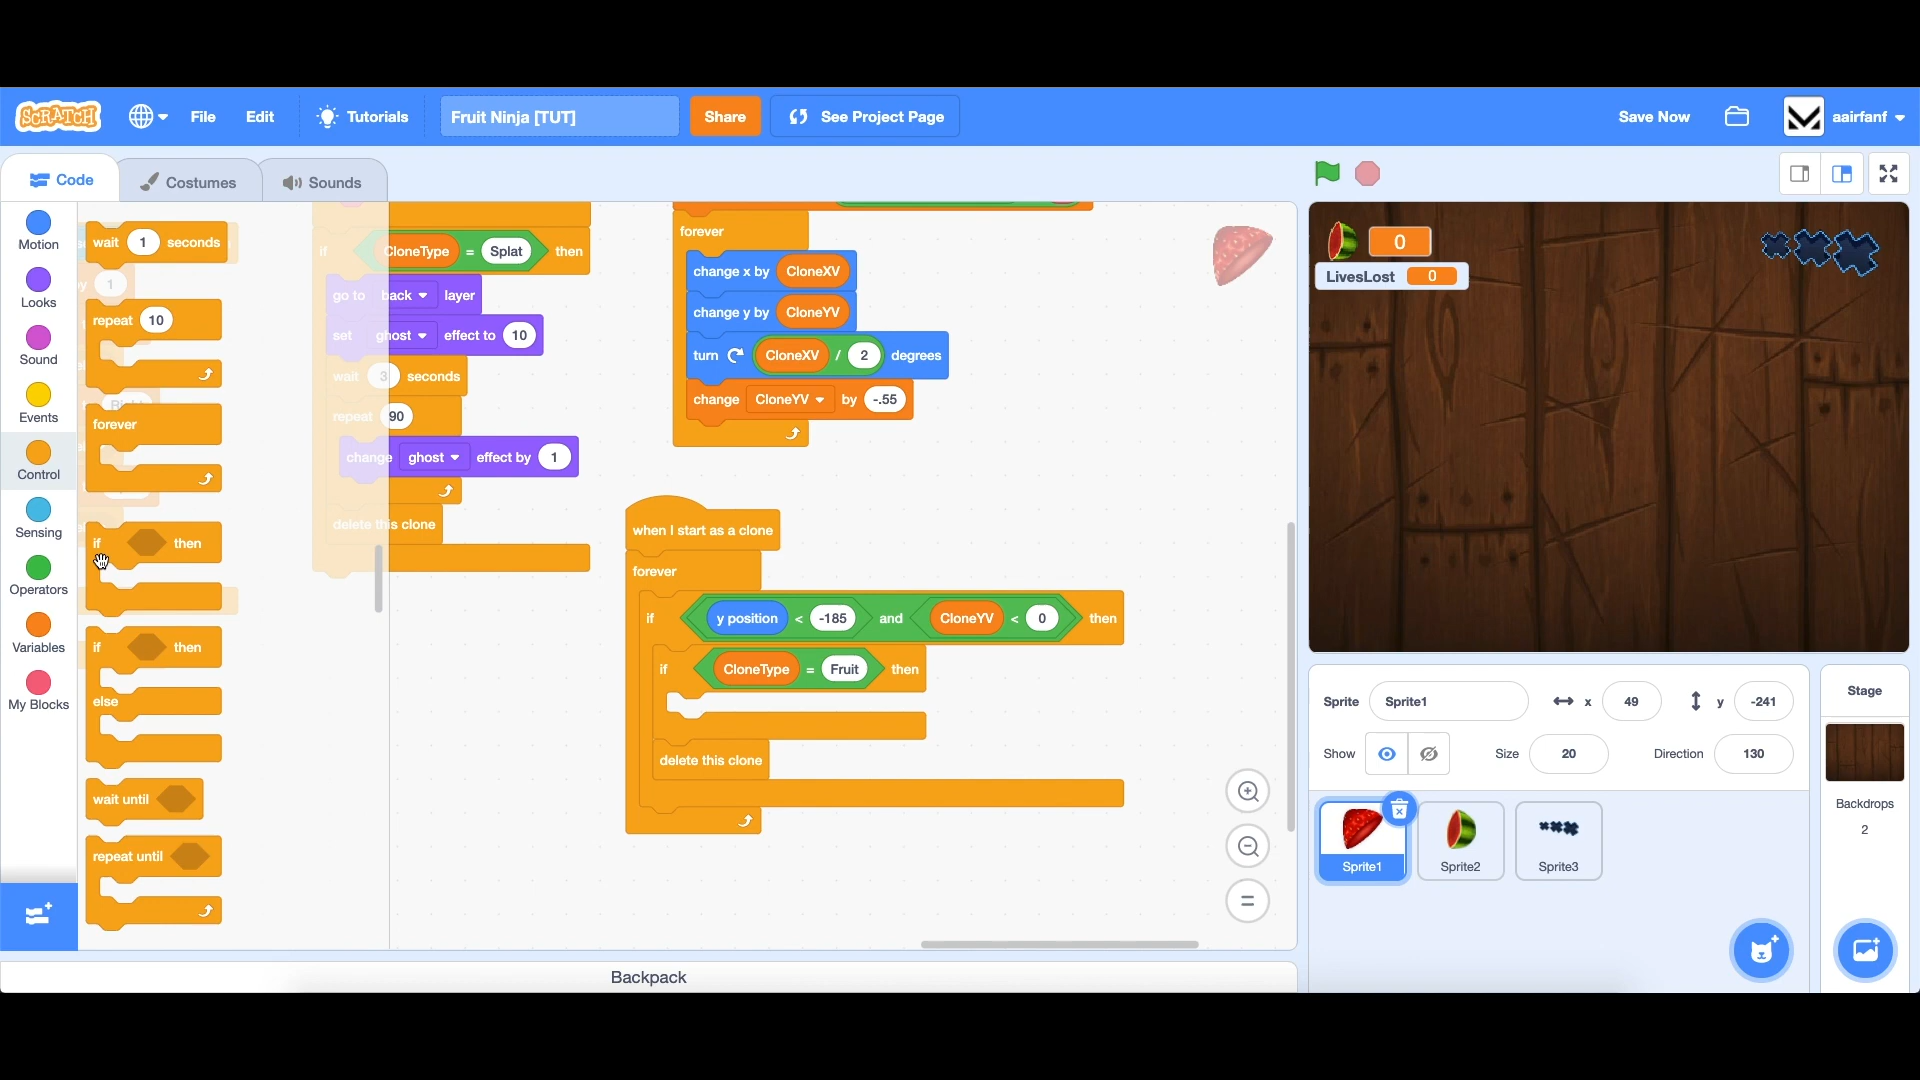 SCRATCH File Edit Tutorials Fruit Ninja [TUT] Share See Project Page Save Now aairfanf
Code Costumes Sounds
Motion
Looks
Sound
Events
Control
Sensing
Operators
Variables
My Blocks
wait 1 seconds
repeat 10
forever
if then
if then
else
wait until
repeat until
if CloneType = Splat then
go to back layer
set ghost effect to 10
wait 3 seconds
repeat 90
change ghost effect by 1
delete this clone
forever
change x by CloneXV
change y by CloneYV
turn CloneXV / 2 degrees
change CloneYV by -.55
when I start as a clone
forever
if y position < -185 and CloneYV < 0 then
if CloneType = Fruit then
delete this clone
0
LivesLost 0
Sprite Sprite1 x 49 y -241
Show Size 20 Direction 130
Sprite1 Sprite2 Sprite3
Stage
Backdrops
2
Backpack